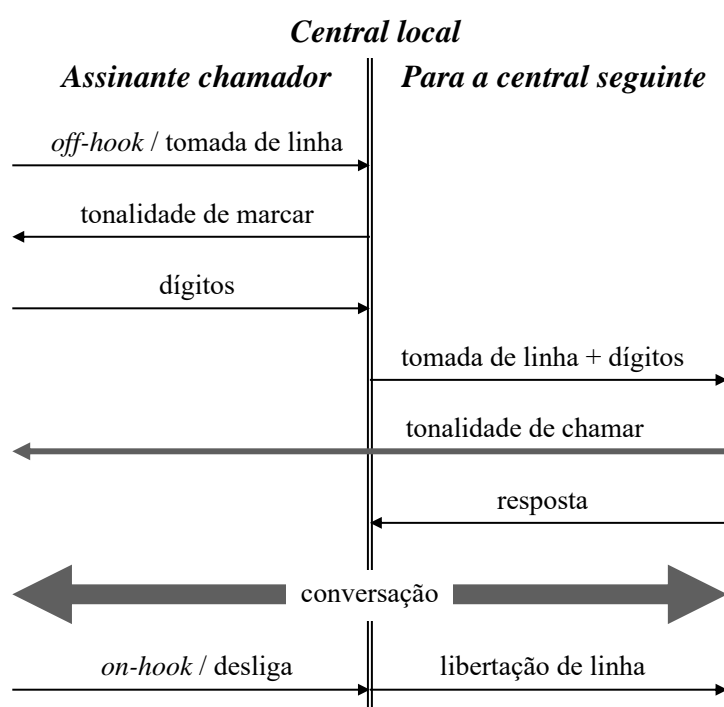 Central local
Assinante chamador
Para a central seguinte
off-hook / tomada de linha
tonalidade de marcar
dígitos
tomada de linha + dígitos
tonalidade de chamar
resposta
conversação
on-hook / desliga
libertação de linha